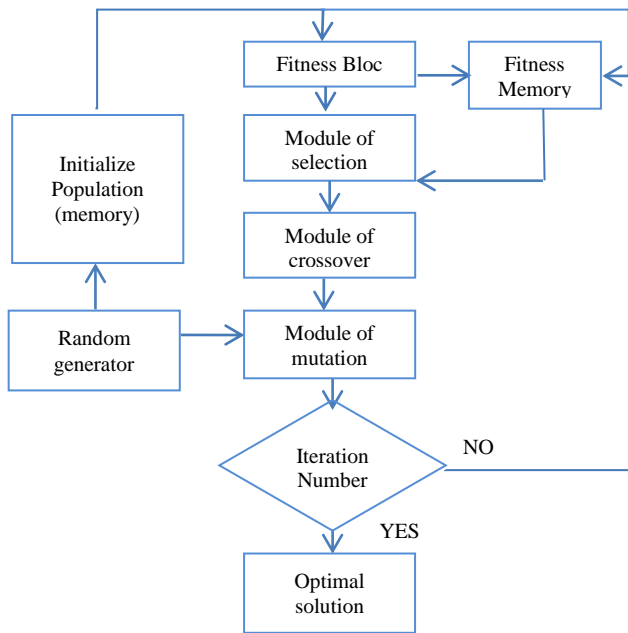 Fitness Bloc
Fitness
Memory
Module of
selection
Initialize
Population
(memory)
Module of
crossover
Random
generator
Module of
mutation
Iteration
Number
NO
YES
Optimal
solution